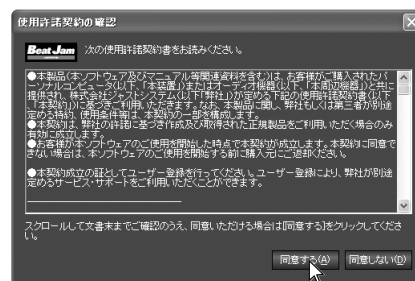 使用許諾契約の確認
BeatJam 次の使用許諾契約書をお読みください。
●本製品(本ソフトウェア及びマニュアル等関連資料を含む)は、お客様がご購入されたパ
ーソナルコンピュータ(以下、「本装置」)またはオーディオ機器(以下、「本周辺機器」)と共に
提供され、株式会社ジャストシステム(以下「弊社」)が定める下記の使用許諾契約書(以下
、「本契約」)に基づきご利用いただきます。なお、本製品に関し、弊社もしくは第三者が別途
定める特約、使用条件等は、本契約の一部を構成します。
●本契約は、弊社の許諾に基づき作成及び取得された正規製品をご利用いただく場合のみ
有効に成立します。
●お客様が本ソフトウェアのご使用を開始した時点で本契約が成立します。本契約に同意で
きない場合は、本ソフトウェアのご使用を開始する前に購入元にご返却ください。
●本契約成立の証としてユーザー登録を行ってください。ユーザー登録により、弊社が別途
定めるサービス・サポートをご利用いただくことができます。
スクロールして文書末までご確認のうえ、同意いただける場合は[同意する]をクリックしてくださ
い。
同意する(A) 同意しない(D)